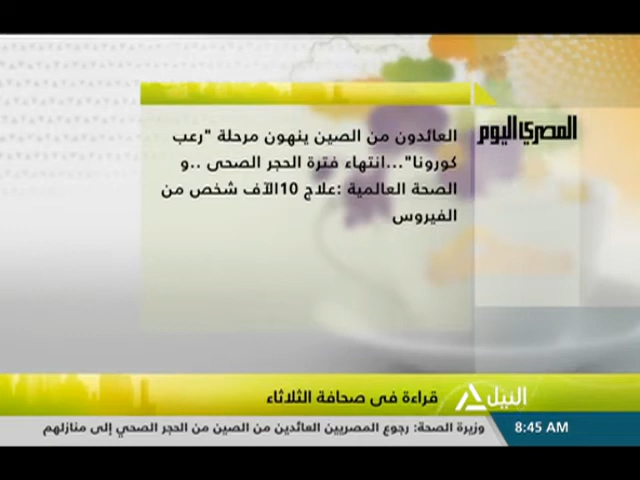 المصري اليوم
العائدون من الصين ينهون مرحلة "رعب
كورونا"...انتهاء فترة الحجر الصحى ..و
الصحة العالمية :علاج 10الآف شخص من
الفيروس
النيل
قراءة فى صحافة الثلاثاء
8:45 AM
وزيرة الصحة: رجوع المصريين العائدين من الصين من الحجر الصحي إلى منازلهم